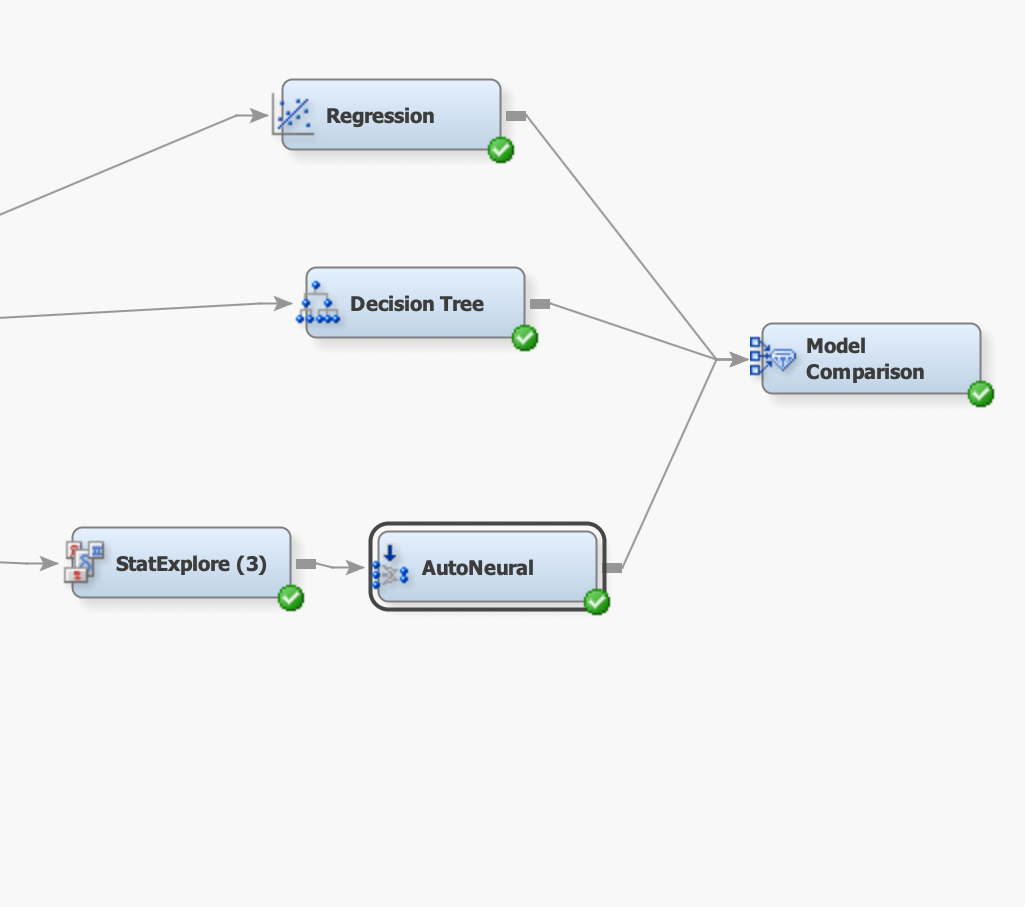 Regression
Decision Tree
Model
Comparison
StatExplore (3)
AutoNeural